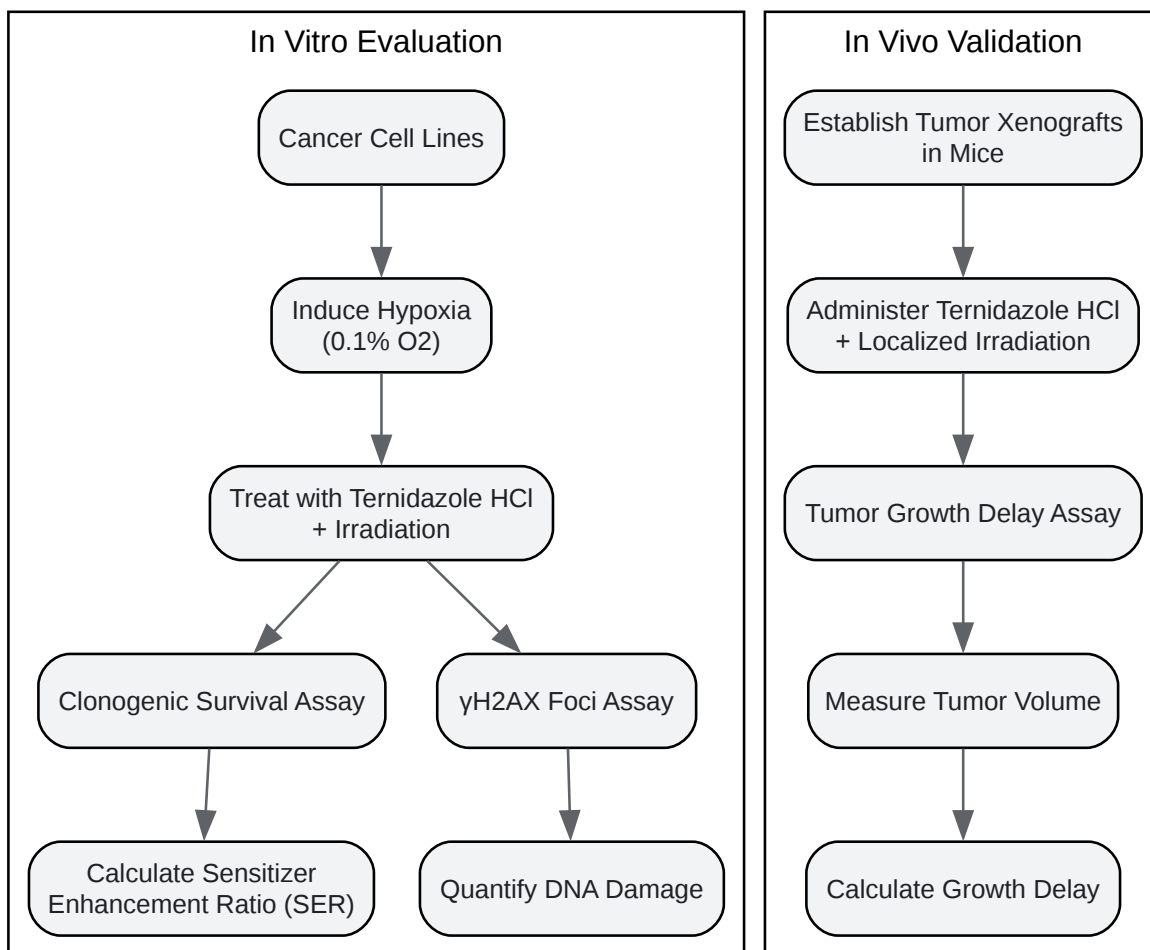 In Vitro Evaluation
Cancer Cell Lines
Induce Hypoxia
(0.1% O2)
Treat with Ternidazole HCl
+ Irradiation
Clonogenic Survival Assay
γH2AX Foci Assay
Calculate Sensitizer
Enhancement Ratio (SER)
Quantify DNA Damage
In Vivo Validation
Establish Tumor Xenografts
in Mice
Administer Ternidazole HCl
+ Localized Irradiation
Tumor Growth Delay Assay
Measure Tumor Volume
Calculate Growth Delay